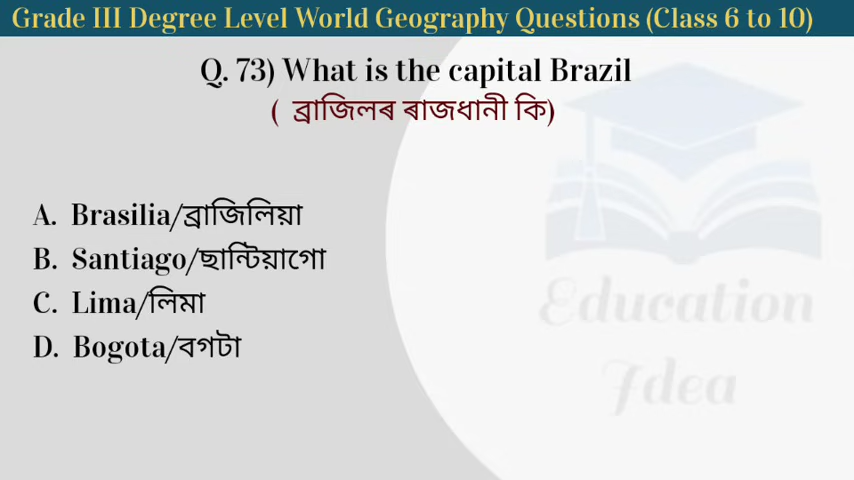 Grade III Degree Level World Geography Questions (Class 6 to 10)
Q. 73) What is the capital Brazil
( ব্ৰাজিলৰ ৰাজধানী কি)
A. Brasilia/ব্ৰাজিলিয়া
B. Santiago/ছান্টিয়াগো
C. Lima/লিমা
D. Bogota/বগটা
Education
Idea